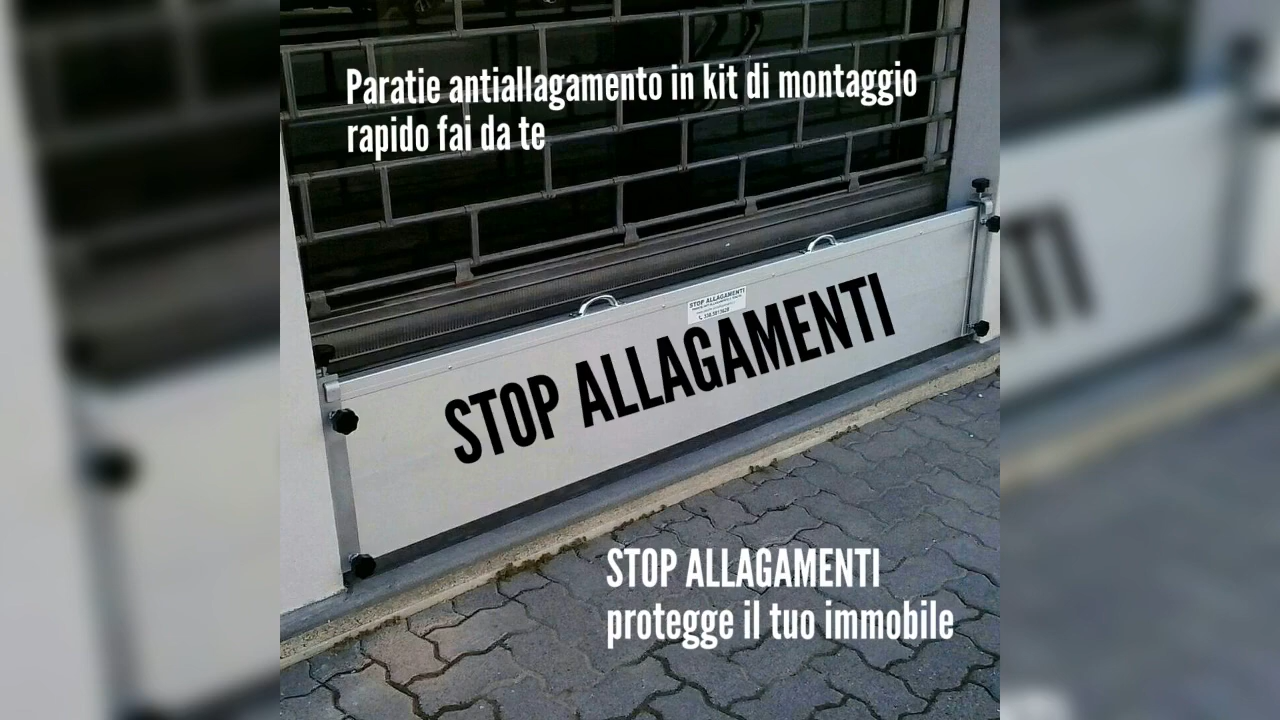 Paratie antiallagamento in kit di montaggio
rapido fai da te
STOP ALLAGAMENTI
STOP ALLAGAMENTI
STOP ALLAGAMENTI
protegge il tuo immobile